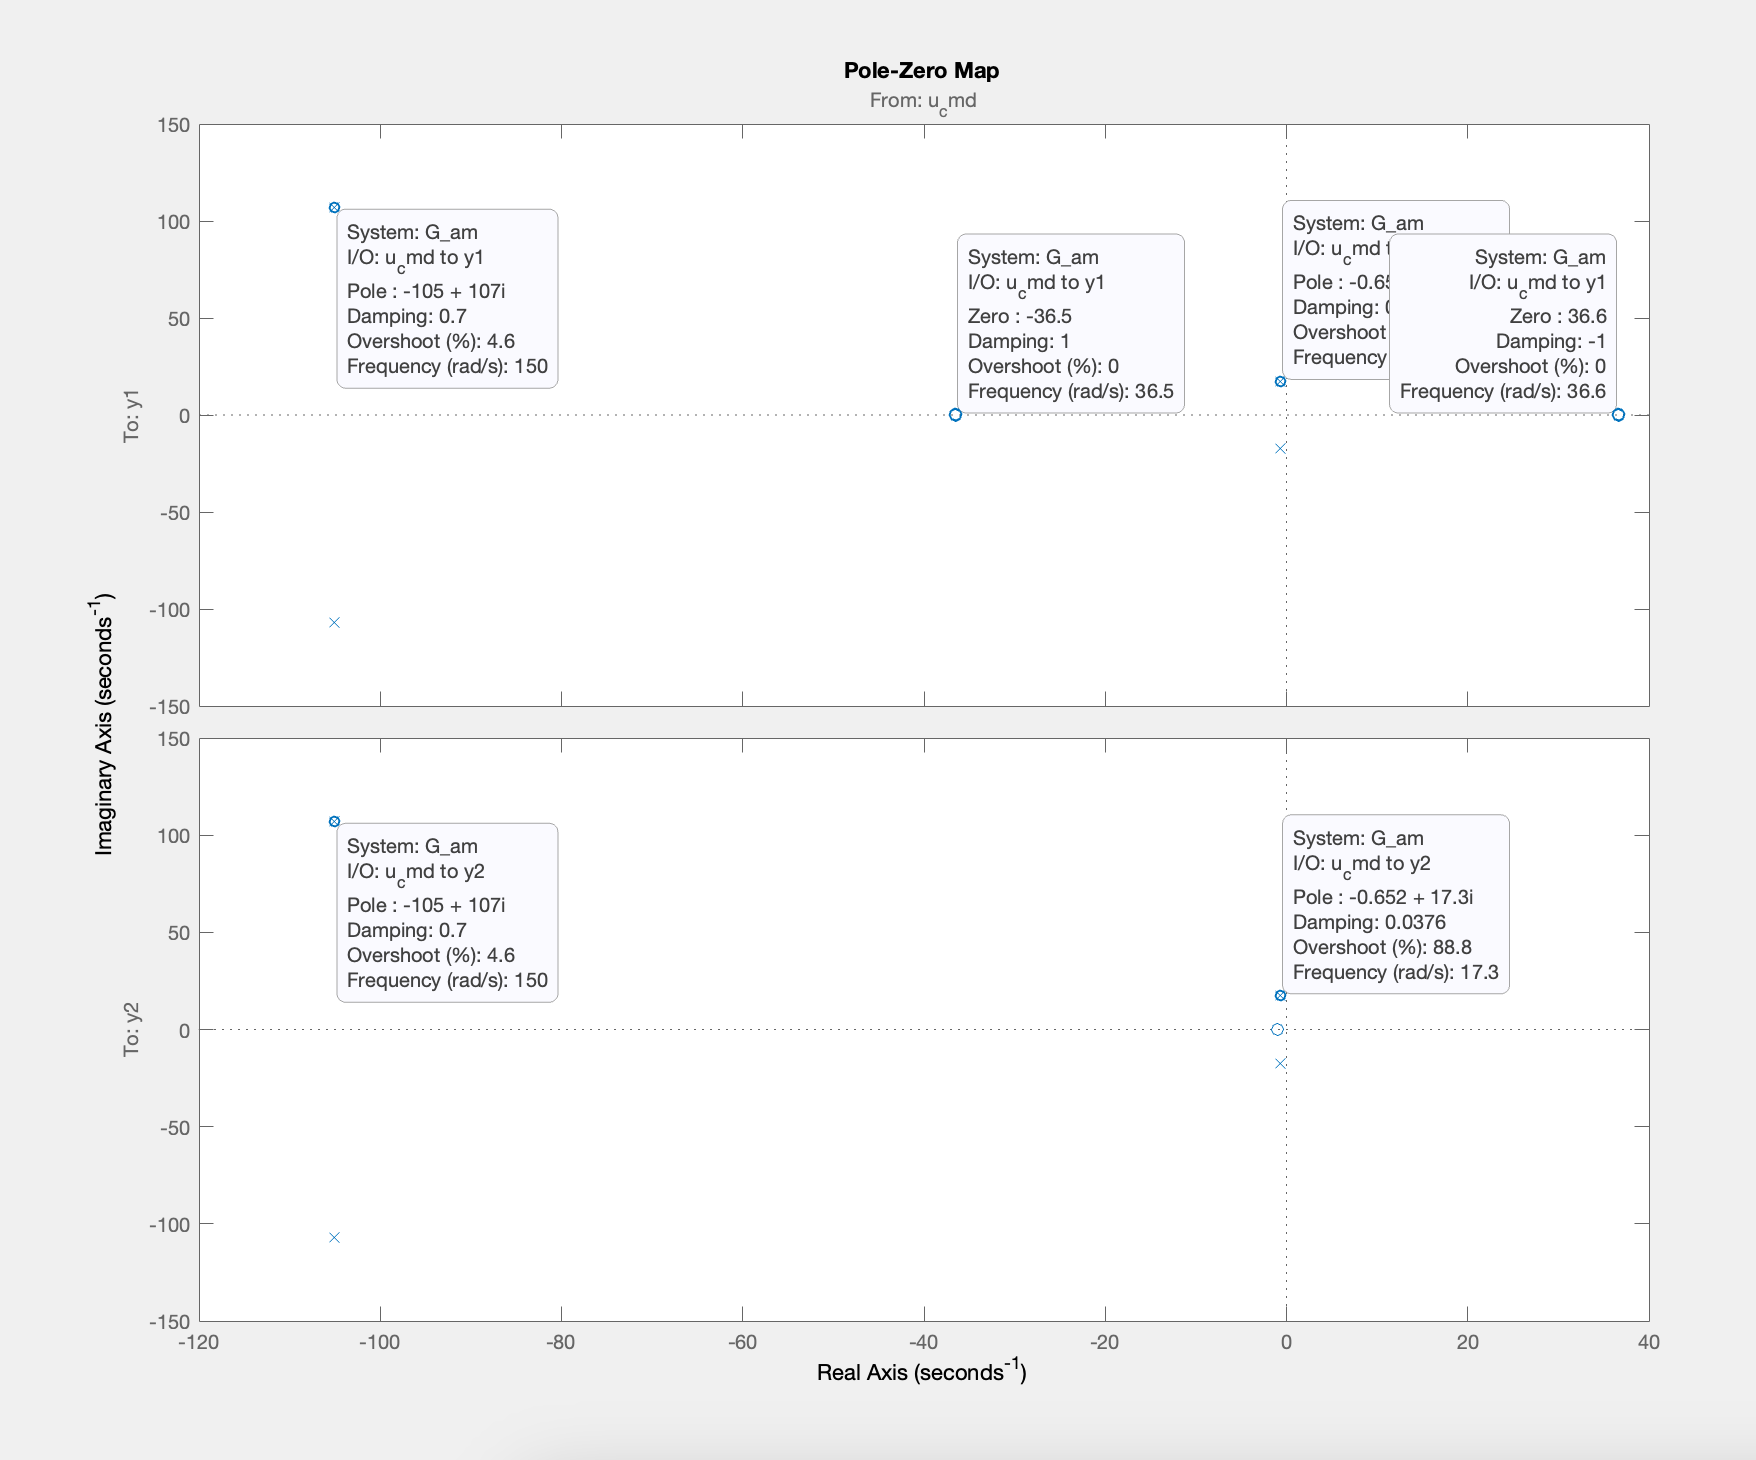 Pole-Zero Map
From: u_cmd
150
100
50
0
-50
-100
-150
To: y1
System: G_am
I/O: u_cmd to y1
Pole : -105 + 107i
Damping: 0.7
Overshoot (%): 4.6
Frequency (rad/s): 150
System: G_am
I/O: u_cmd to y1
Zero : -36.5
Damping: 1
Overshoot (%): 0
Frequency (rad/s): 36.5
System: G_am
I/O: u_cmd
Pole : -0.65
Damping:
Overshoot
Frequency
System: G_am
I/O: u_cmd to y1
Zero : 36.6
Damping: -1
Overshoot (%): 0
Frequency (rad/s): 36.6
Imaginary Axis (seconds-1)
150
100
50
0
-50
-100
-150
To: y2
System: G_am
I/O: u_cmd to y2
Pole : -105 + 107i
Damping: 0.7
Overshoot (%): 4.6
Frequency (rad/s): 150
System: G_am
I/O: u_cmd to y2
Pole : -0.652 + 17.3i
Damping: 0.0376
Overshoot (%): 88.8
Frequency (rad/s): 17.3
-120 -100 -80 -60 -40 -20 0 20 40
Real Axis (seconds-1)